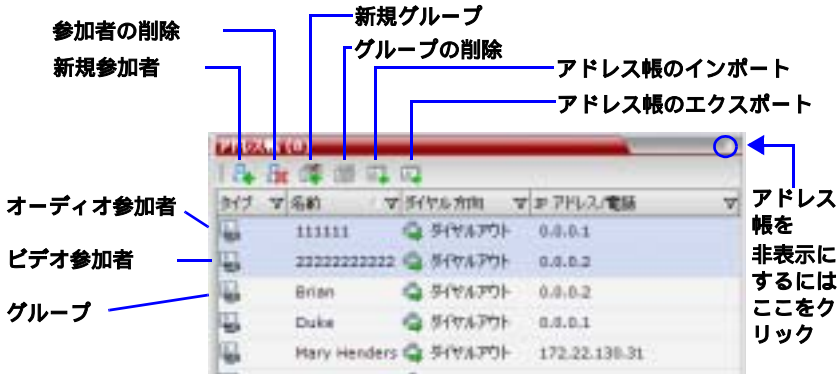 新規グループ
参加者の削除
グループの削除
新規参加者
アドレス帳のインポート
アドレス帳のエクスポート
アドレス帳 (8)
タイプ 名前 ダイヤル方向 IP アドレス/電話
オーディオ参加者
111111 ダイヤルアウト 0.0.0.1
ビデオ参加者
22222222222 ダイヤルアウト 0.0.0.2
グループ
Brian ダイヤルアウト 0.0.0.2
Duke ダイヤルアウト 0.0.0.1
Mary Henders ダイヤルアウト 172.22.130.31
アドレス
帳を
非表示に
するには
ここをク
リック